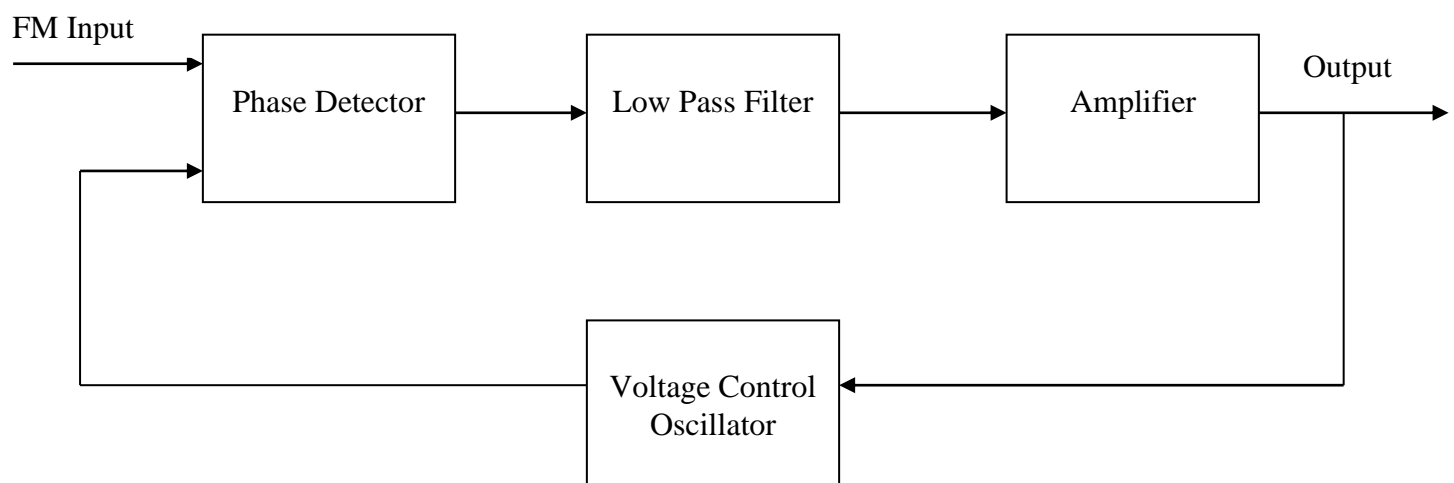 FM Input
Phase Detector
Low Pass Filter
Amplifier
Output
Voltage Control
Oscillator